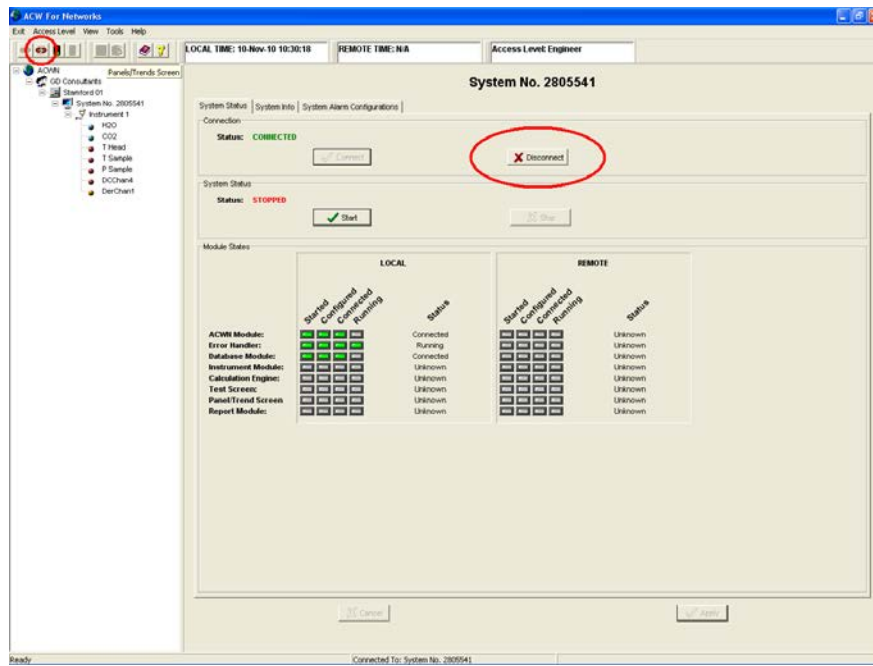 ACW For Networks
Exit Access Level View Tools Help
LOCAL TIME: 10-Nov-10 10:30:18 REMOTE TIME: N/A Access Level: Engineer
Panels/Trends Screen
ACWN
GD Consultants
Stamford 01
System No. 2805541
Instrument 1
H2O
CO2
T Head
T Sample
P Sample
DCChan4
DerChan1
System No. 2805541
System Status System Info System Alarm Configurations
Connection
Status: CONNECTED
Connect Disconnect
System Status
Status: STOPPED
Start Stop
Module States
LOCAL REMOTE
Started Configured Connected Running Status Started Configured Connected Running Status
ACWN Module: Connected Unknown
Error Handler: Running Unknown
Database Module: Connected Unknown
Instrument Module: Unknown Unknown
Calculation Engine: Unknown Unknown
Test Screen: Unknown Unknown
Panel/Trend Screen Unknown Unknown
Report Module: Unknown Unknown
Cancel Apply
Ready Connected To: System No. 2805541